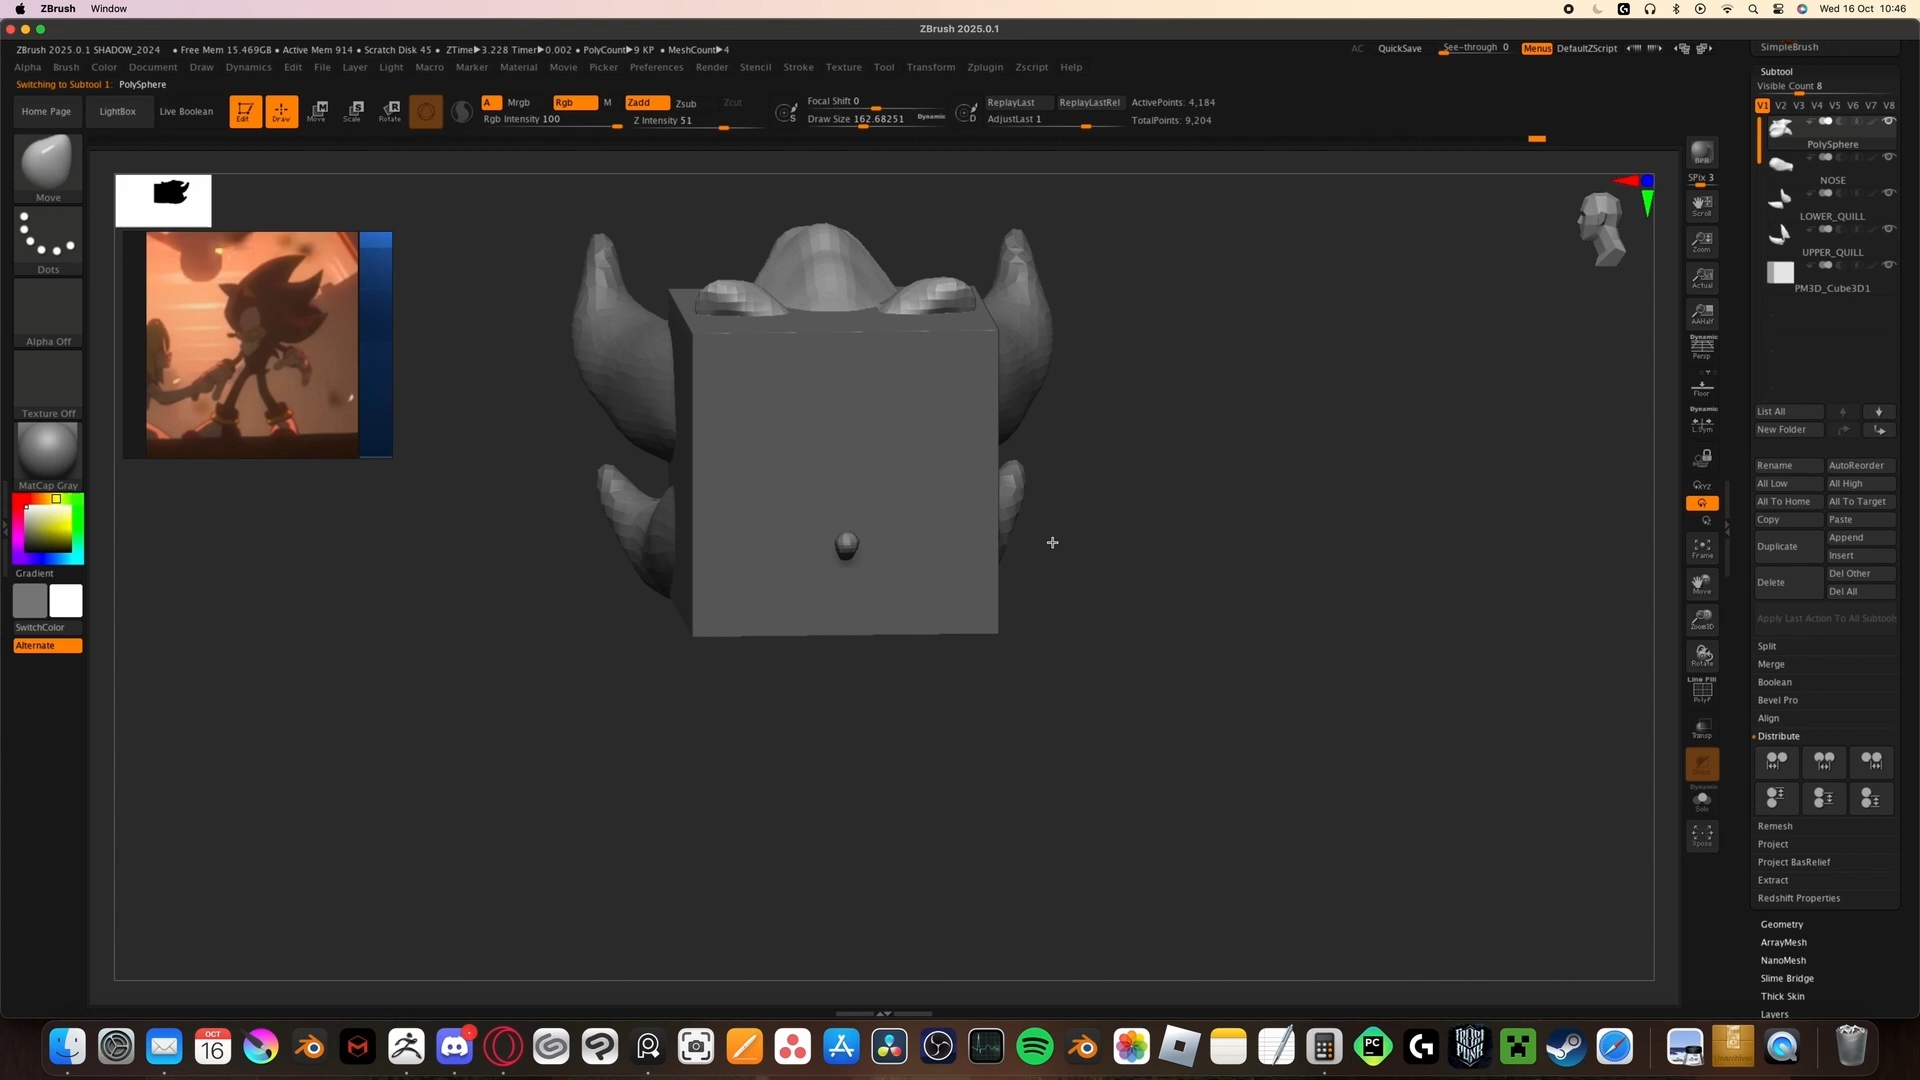 ZBrush Window Wed 16 Oct 10:46
ZBrush 2025.0.1
ZBrush 2025.0.1 SHADOW_2024 • Free Mem 15.469GB • Active Mem 914 • Scratch Disk 45 • ZTime▶3.228 Timer▶0.002 • PolyCount▶9 KP • MeshCount▶4 AC QuickSave See-through 0 Menus DefaultZScript
Alpha Brush Color Document Draw Dynamics Edit File Layer Light Macro Marker Material Movie Picker Preferences Render Stencil Stroke Texture Tool Transform Zplugin Zscript Help
Switching to Subtool 1: PolySphere
Home Page LightBox Live Boolean Edit Draw Move Scale Rotate
A Mrgb Rgb M Zadd Zsub Zcut Focal Shift 0 ReplayLast ReplayLastRel ActivePoints: 4,184
Rgb Intensity 100 Z Intensity 51 Draw Size 162.68251 Dynamic AdjustLast 1 TotalPoints: 9,204
S
D
Move
Dots
Alpha Off
Texture Off
MatCap Gray
Gradient
SwitchColor
Alternate
BPR
SPix 3
Scroll
Zoom
Actual
AAHalf
Dynamic
Persp
Floor
Dynamic
L.Sym
XYZ
Frame
Move
Zoom3D
Rotate
Line Fill
PolyF
Transp
Dynamic
Solo
Xpose
SimpleBrush
Subtool
Visible Count 8
V1 V2 V3 V4 V5 V6 V7 V8
PolySphere
NOSE
LOWER_QUILL
UPPER_QUILL
PM3D_Cube3D1
List All
New Folder
Rename AutoReorder
All Low All High
All To Home All To Target
Copy Paste
Duplicate Append
Insert
Delete Del Other
Del All
Apply Last Action To All Subtools
Split
Merge
Boolean
Bevel Pro
Align
Distribute
Remesh
Project
Project BasRelief
Extract
Redshift Properties
Geometry
ArrayMesh
NanoMesh
Slime Bridge
Thick Skin
Layers
OCT
16
PC